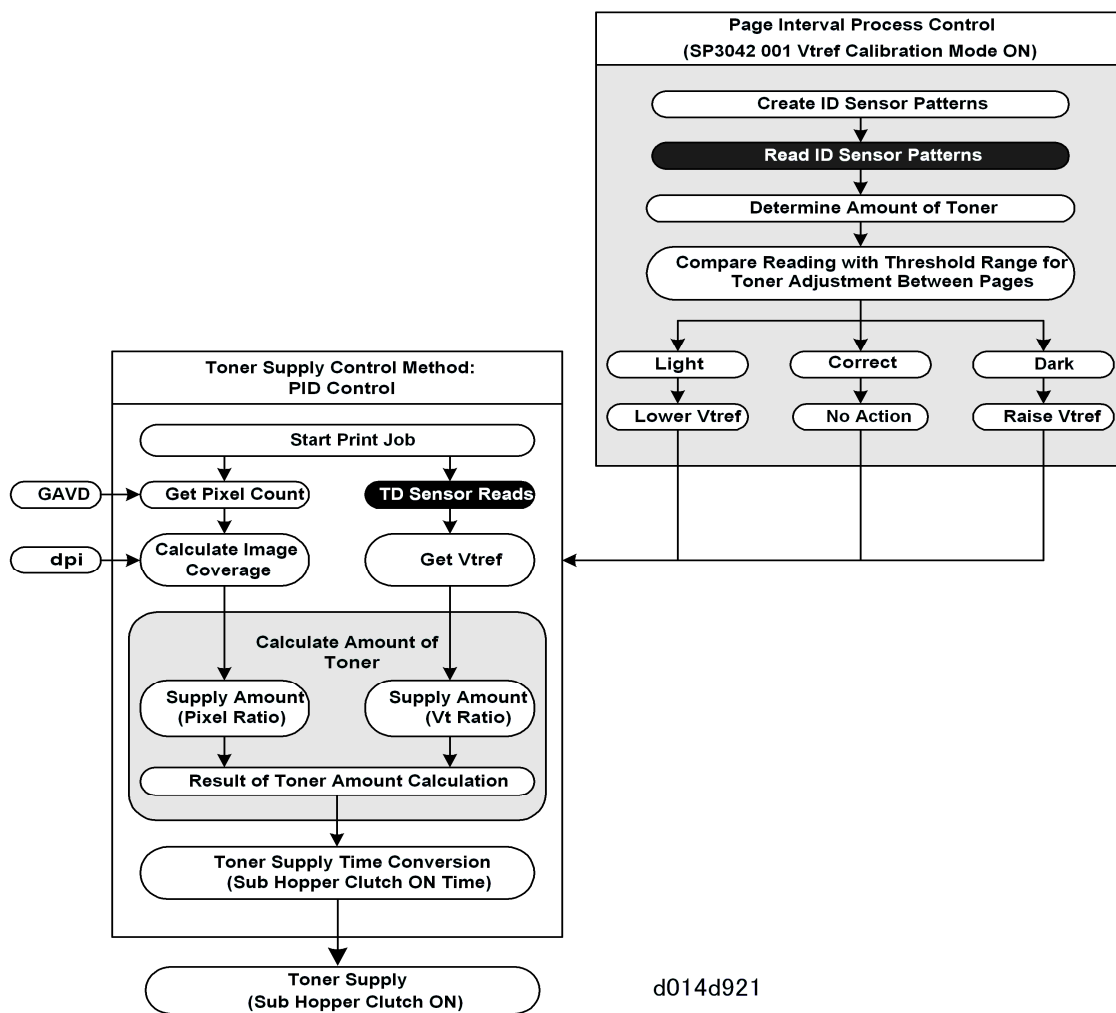 Page Interval Process Control
(SP3042 001 Vtref Calibration Mode ON)
Create ID Sensor Patterns
Read ID Sensor Patterns
Determine Amount of Toner
Compare Reading with Threshold Range for
Toner Adjustment Between Pages
Light
Correct
Dark
Lower Vtref
No Action
Raise Vtref
Toner Supply Control Method:
PID Control
Start Print Job
GAVD
Get Pixel Count
TD Sensor Reads
dpi
Calculate Image
Coverage
Get Vtref
Calculate Amount of
Toner
Supply Amount
(Pixel Ratio)
Supply Amount
(Vt Ratio)
Result of Toner Amount Calculation
Toner Supply Time Conversion
(Sub Hopper Clutch ON Time)
Toner Supply
(Sub Hopper Clutch ON)
d014d921